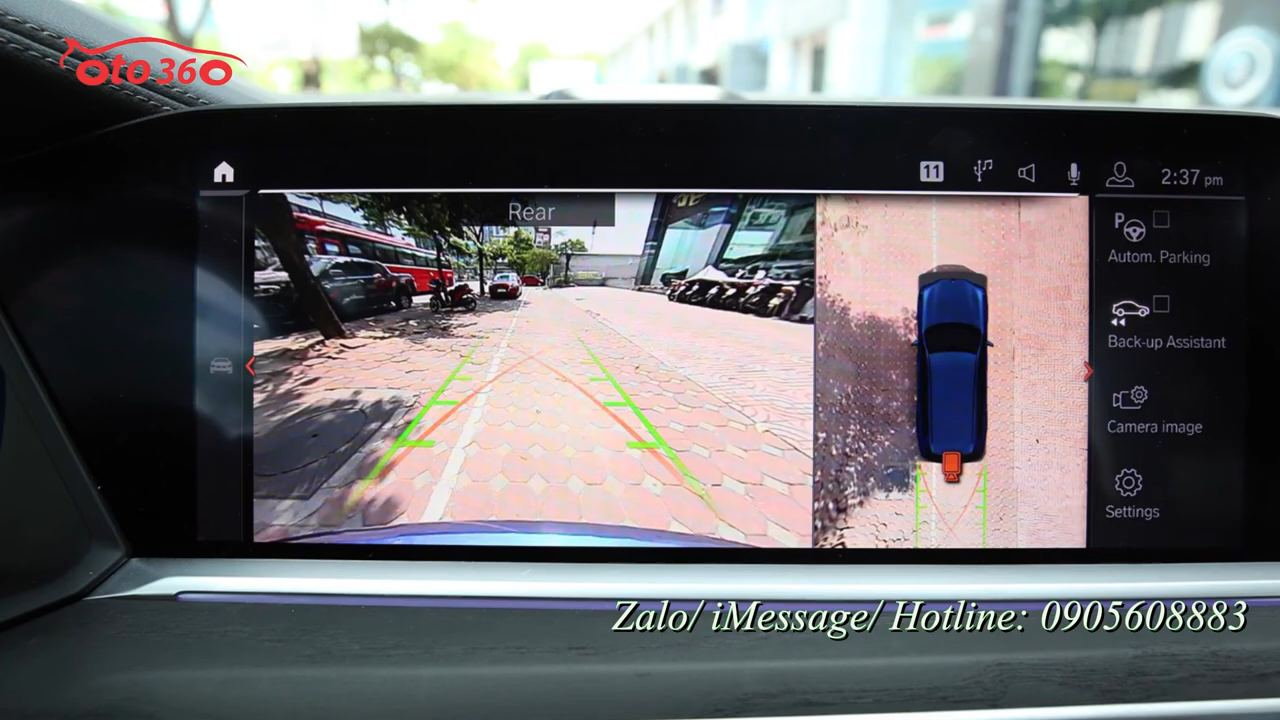 oto360
11
2:37 pm
Rear
P
Autom. Parking
Back-up Assistant
Camera image
Settings
Zalo/ iMessage/ Hotline: 0905608883